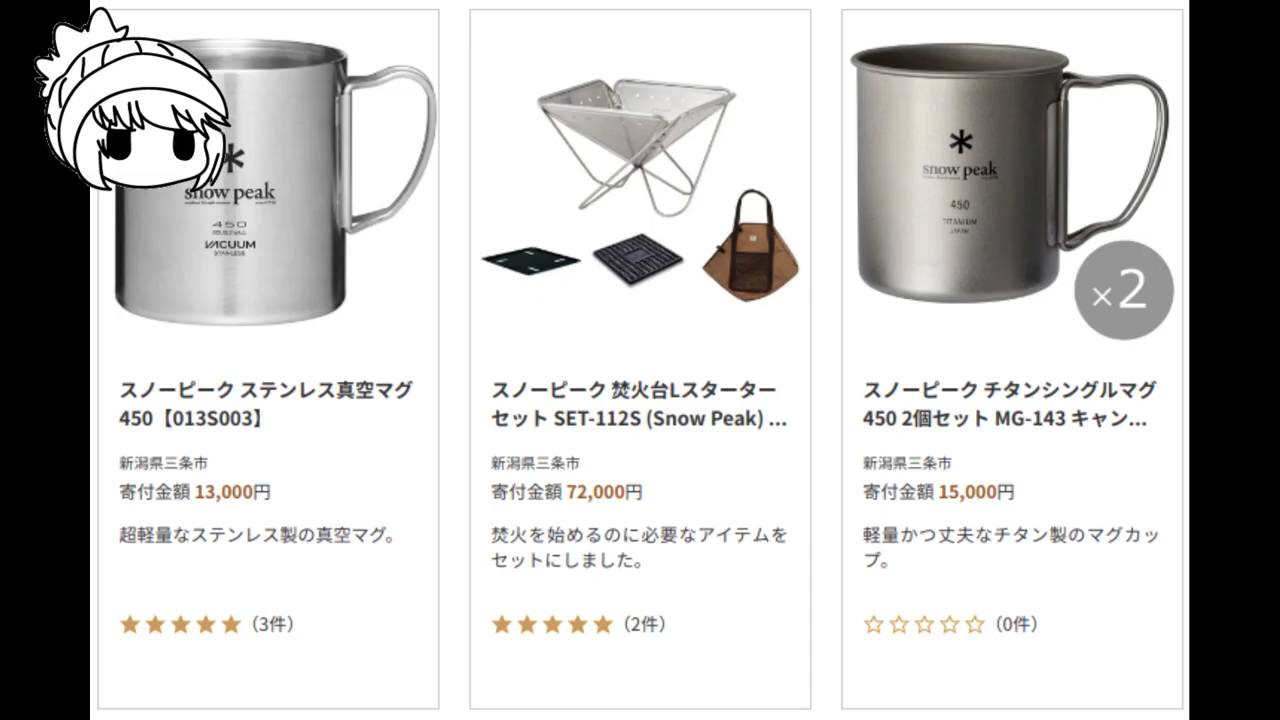 snow peak
450
VACUUM
スノーピーク ステンレス真空マグ
450【013S003】
新潟県三条市
寄付金額 13,000円
超軽量なステンレス製の真空マグ。
(3件)
スノーピーク 焚火台Lスターター
セット SET-112S (Snow Peak) ...
新潟県三条市
寄付金額 72,000円
焚火を始めるのに必要なアイテムを
セットにしました。
(2件)
snow peak
450
TITANIUM
JAPAN
×2
スノーピーク チタンシングルマグ
450 2個セット MG-143 キャン...
新潟県三条市
寄付金額 15,000円
軽量かつ丈夫なチタン製のマグカッ
プ。
(0件)